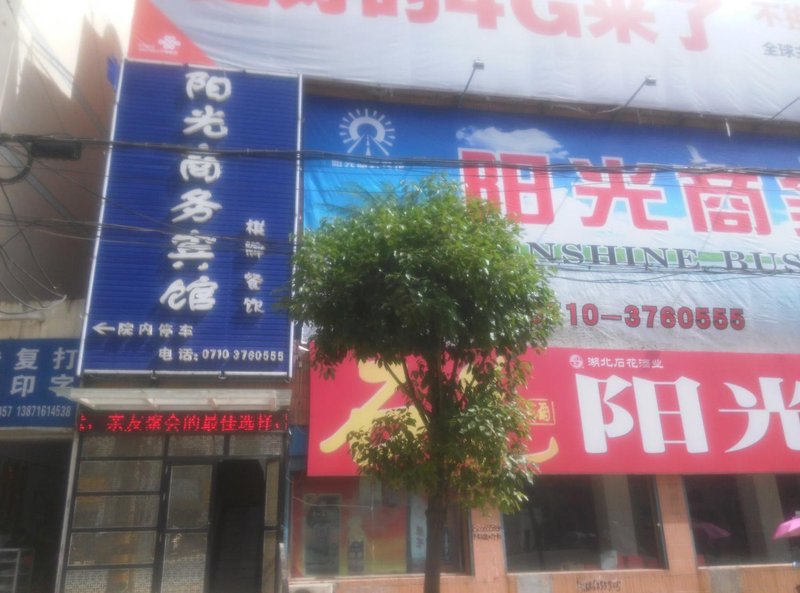 的4G来了
阳光商务宾馆
棋牌 餐饮
←院内停车
电话:0710 3760555
阳光商
NSHINE BUS
10-3760555
湖北石花酒业
阳光
复打
印字
13871614538
亲友聚会的最佳选择